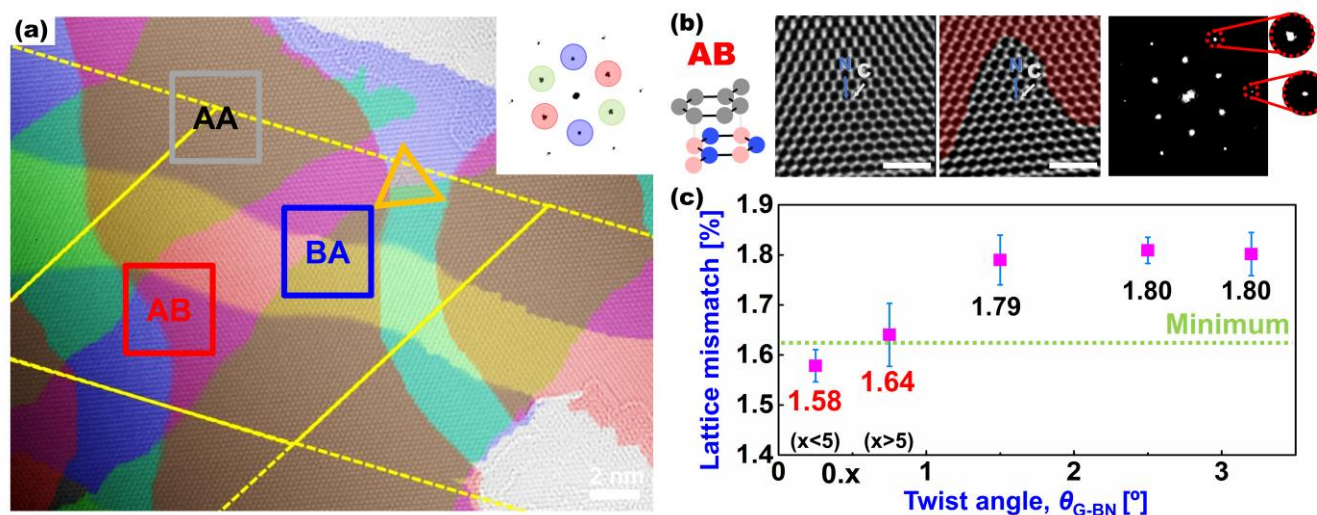 (a)
AA
BA
AB
2 nm
(b)
AB
N
C
N
C
(c)
Lattice mismatch [%]
1.9
1.8
1.7
1.6
1.5
1.4
1.58
1.64
1.79
1.80
1.80
Minimum
(x<5)
(x>5)
0
0.x
1
2
3
Twist angle, θG-BN [º]